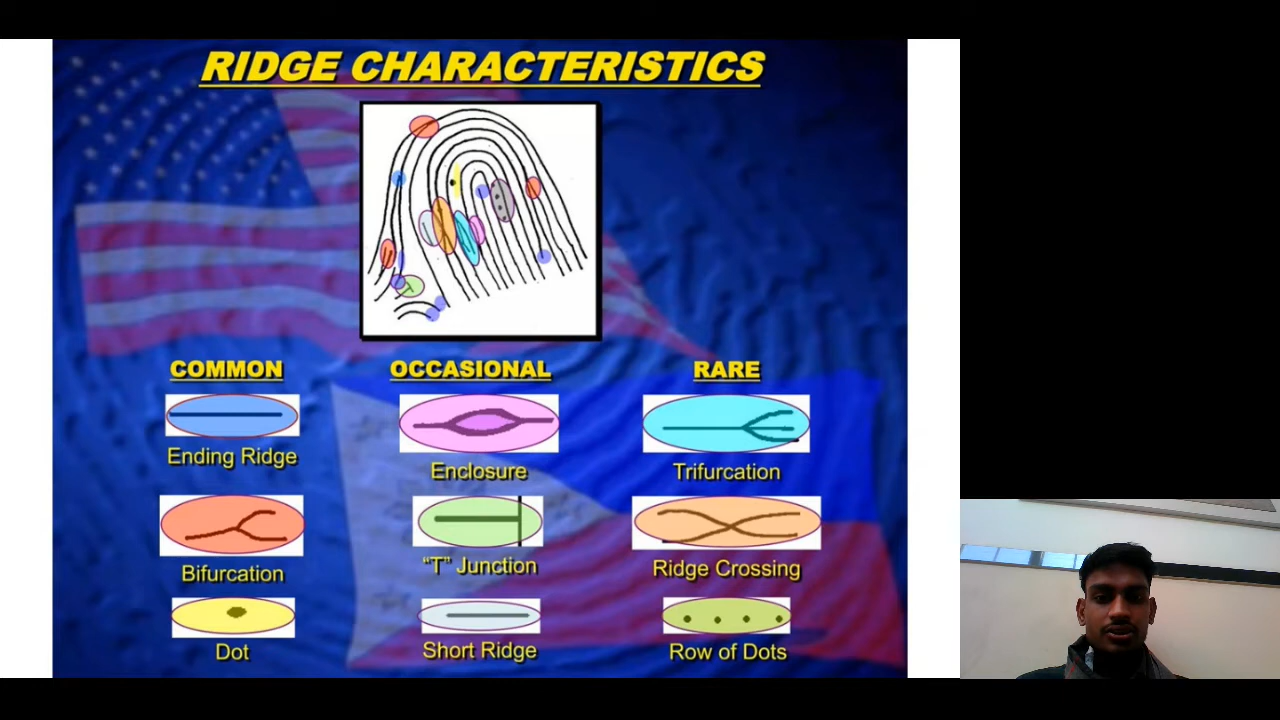 RIDGE CHARACTERISTICS
COMMON
Ending Ridge
Bifurcation
Dot
OCCASIONAL
Enclosure
“T” Junction
Short Ridge
RARE
Trifurcation
Ridge Crossing
Row of Dots